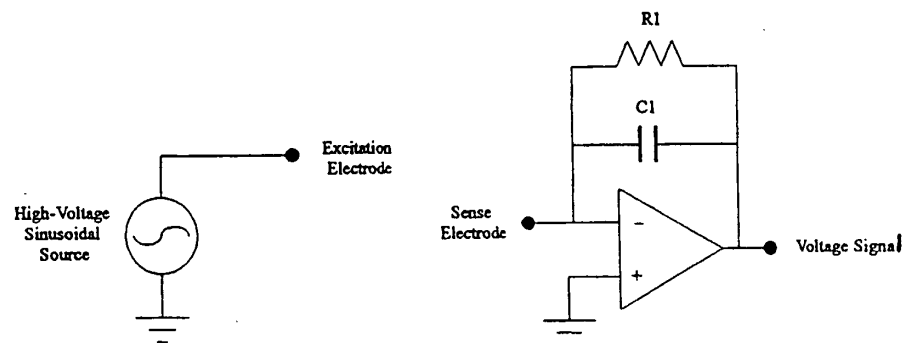 R1
C1
Excitation
Electrode
High-Voltage
Sinusoidal
Source
Sense
Electrode
−
+
Voltage Signal